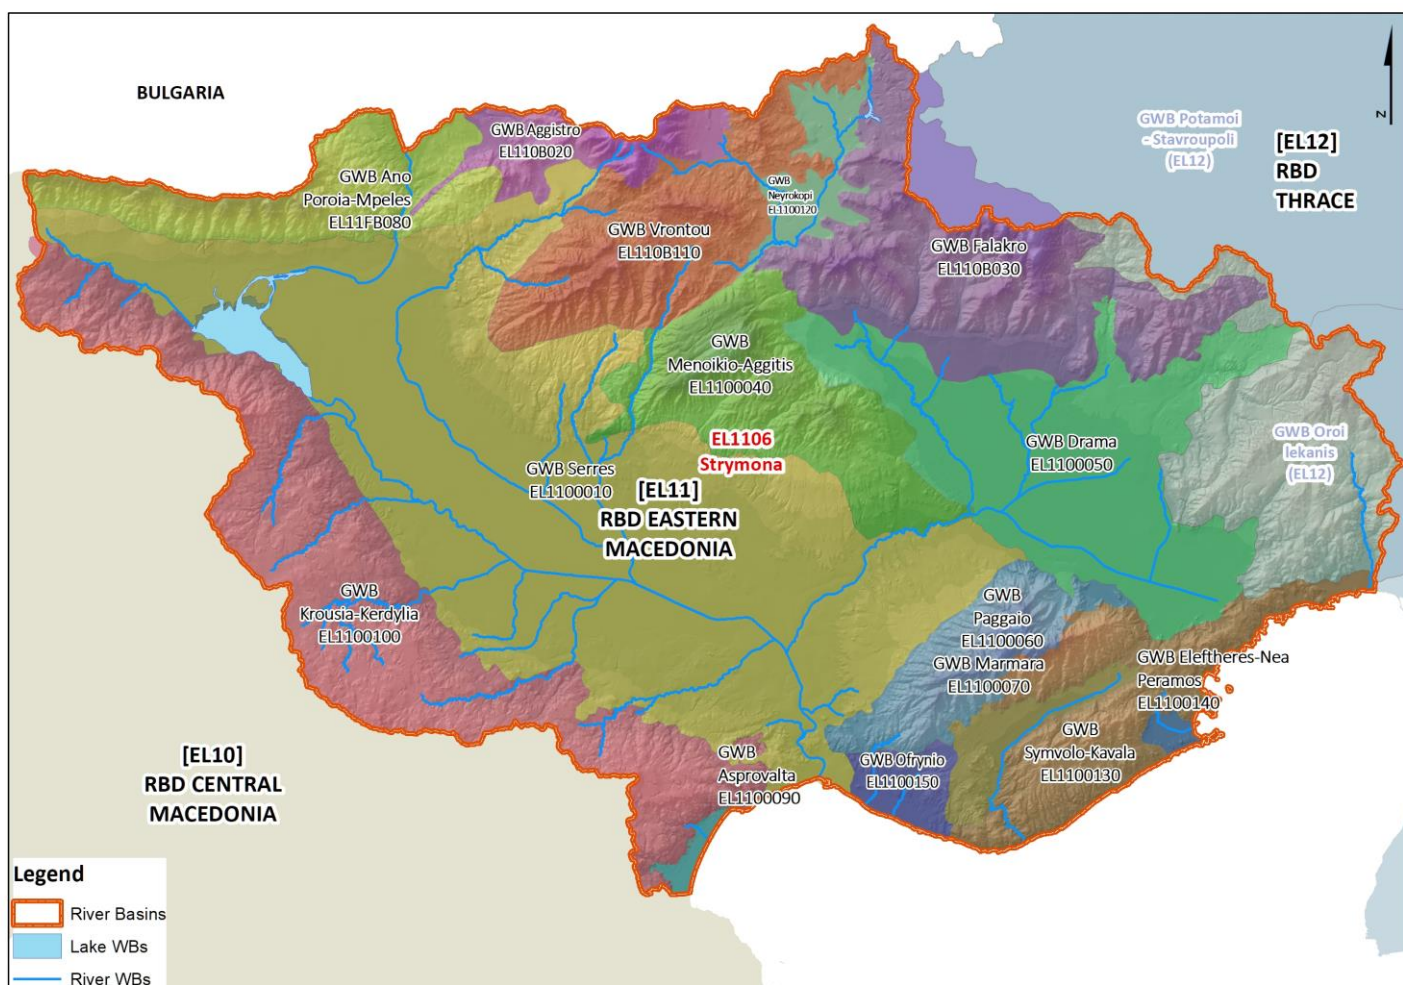 BULGARIA
GWB Aggistro
EL110B020
GWB Potamoi
- Stavroupoli
(EL12)
[EL12]
RBD
THRACE
N
GWB Ano
Poroia-Mpeles
EL11FB080
GWB
Neyrokopi
EL1100120
GWB Vrontou
EL110B110
GWB Falakro
EL110B030
GWB
Menoikio-Aggitis
EL1100040
EL1106
Strymona
GWB Drama
EL1100050
GWB Oroi
lekanis
(EL12)
GWB Serres
EL1100010
[EL11]
RBD EASTERN
MACEDONIA
GWB
Krousia-Kerdylia
EL1100100
GWB
Paggaio
EL1100060
GWB Marmara
EL1100070
GWB Eleftheres-Nea
Peramos
EL1100140
GWB
Symvolo-Kavala
EL1100130
GWB Ofrynio
EL1100150
GWB
Asprovalta
EL1100090
[EL10]
RBD CENTRAL
MACEDONIA
Legend
River Basins
Lake WBs
River WBs